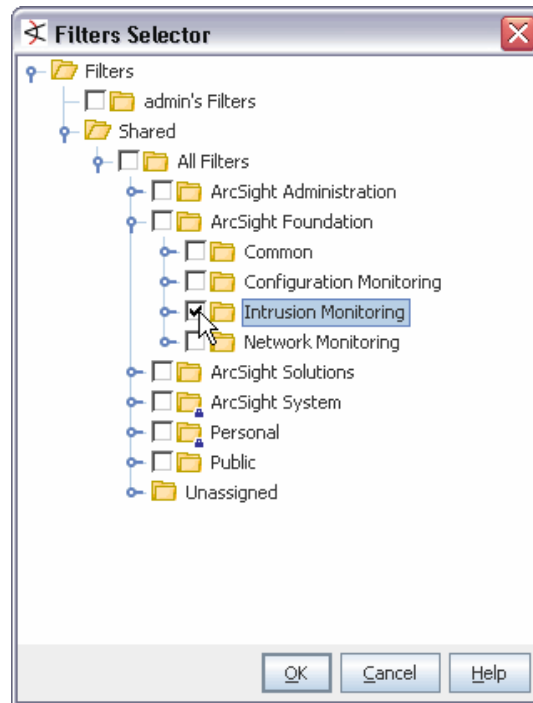 Filters Selector
Filters
admin's Filters
Shared
All Filters
ArcSight Administration
ArcSight Foundation
Common
Configuration Monitoring
Intrusion Monitoring
Network Monitoring
ArcSight Solutions
ArcSight System
Personal
Public
Unassigned
OK Cancel Help